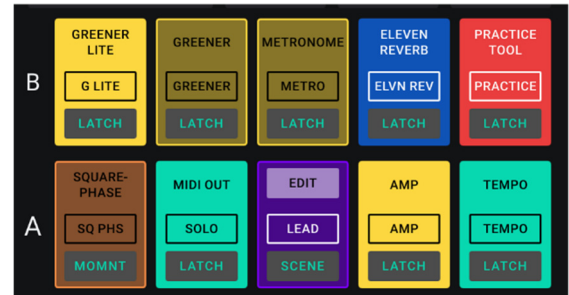 GREENER
LITE
GREENER
METRONOME
ELEVEN
REVERB
PRACTICE
TOOL
B
G LITE
GREENER
METRO
ELVN REV
PRACTICE
LATCH
LATCH
LATCH
LATCH
LATCH
SQUARE-
PHASE
MIDI OUT
EDIT
AMP
TEMPO
A
SQ PHS
SOLO
LEAD
AMP
TEMPO
MOMNT
LATCH
SCENE
LATCH
LATCH